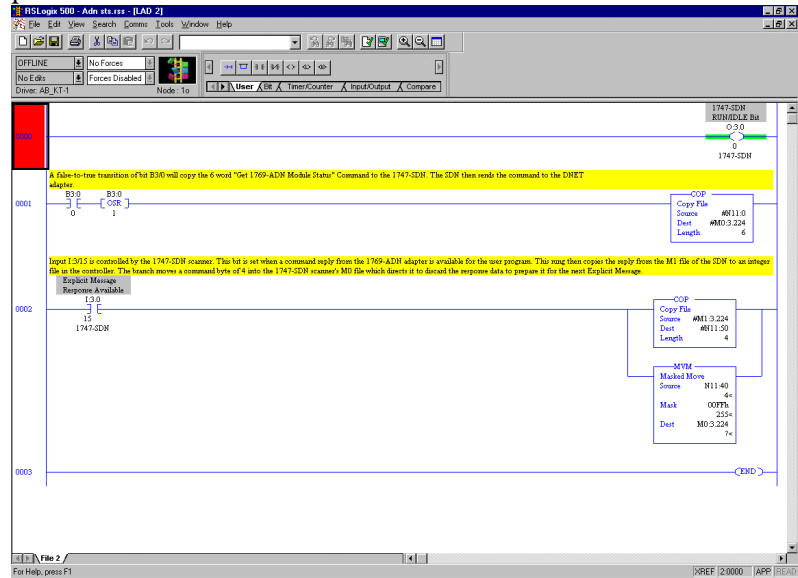 RSLogix 500 - Adn sts.rss - [LAD 2]
File Edit View Search Comms Tools Window Help
OFFLINE No Forces
No Edits Forces Disabled
Driver: AB_KT-1 Node: 1o
User Bit Timer/Counter Input/Output Compare
1747-SDN
RUN/IDLE Bit
O:3.0
0000
0
1747-SDN
A false-to-true transition of bit B3/0 will copy the 6 word "Get 1769-ADN Module Status" Command to the 1747-SDN. The SDN then sends the command to the DNET
adapter.
B3:0 B3:0 COP
0001 OSR Copy File
0 1 Source #N11:0
Dest #M0:3.224
Length 6
Input I:3/15 is controlled by the 1747-SDN scanner. This bit is set when a command reply from the 1769-ADN adapter is available for the user program. This rung then copies the reply from the M1 file of the SDN to an integer
file in the controller. The branch moves a command byte of 4 into the 1747-SDN scanner's M0 file which directs it to discard the response data to prepare it for the next Explicit Message.
Explicit Message
Response Available
I:3.0 COP
0002 Copy File
15 Source #M1:3.224
1747-SDN Dest #N11:50
Length 4
MVM
Masked Move
Source N11:40
4<
Mask 00FFh
255<
Dest M0:3.224
?<
0003 END
File 2
For Help, press F1 XREF 2:0000 APP READ